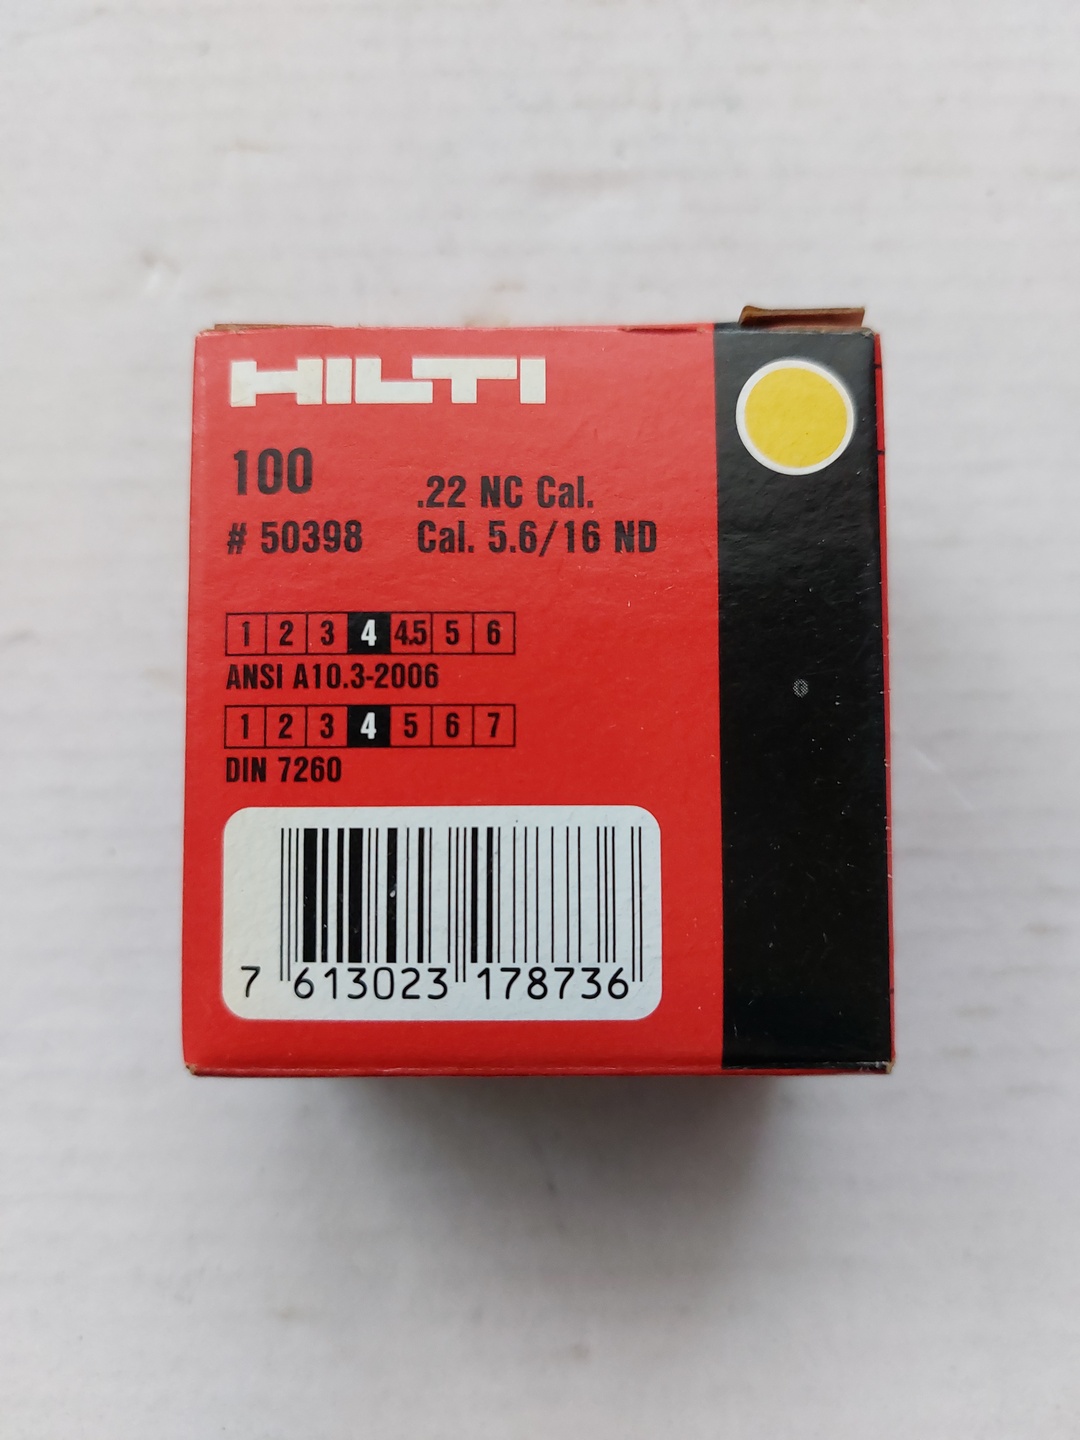 HILTI
100
.22 NC Cal.
# 50398
Cal. 5.6/16 ND
1 2 3 4 4.5 5 6
ANSI A10.3-2006
1 2 3 4 5 6 7
DIN 7260
7 613023 178736